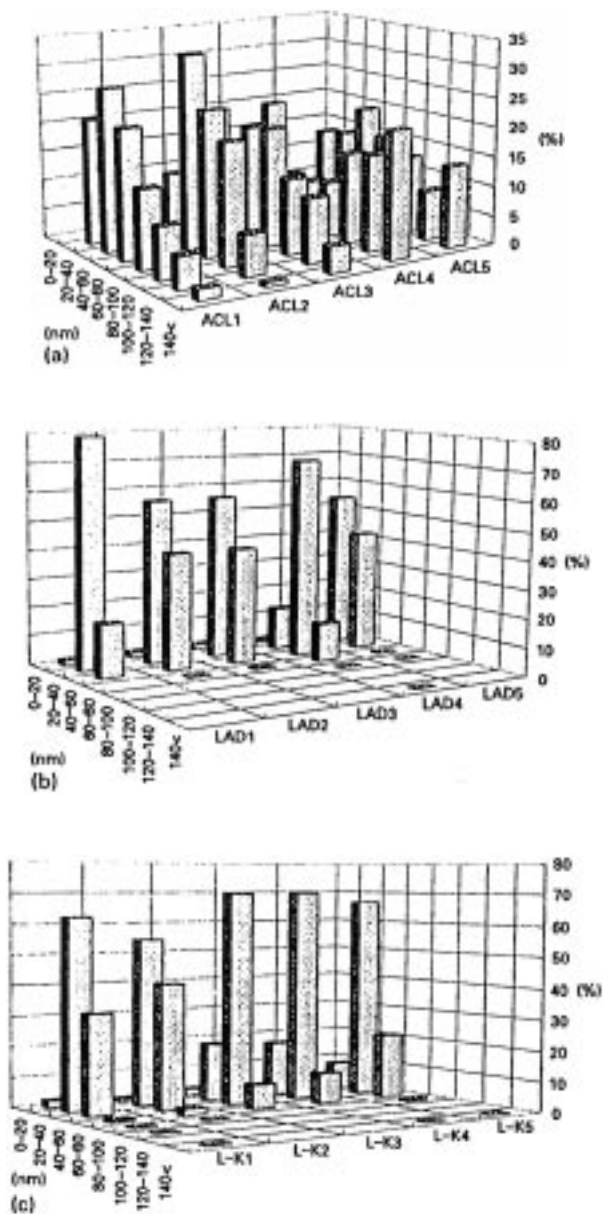 35
30
25
20
15
10
5
0
(%)
0–20
20–40
40–60
60–80
80–100
100–120
120–140
140<
(nm)
ACL1
ACL2
ACL3
ACL4
ACL5
(a)
80
70
60
50
40
30
20
10
0
(%)
0–20
20–40
40–60
60–80
80–100
100–120
120–140
140<
(nm)
LAD1
LAD2
LAD3
LAD4
LAD5
(b)
80
70
60
50
40
30
20
10
0
(%)
0–20
20–40
40–60
60–80
80–100
100–120
120–140
140<
(nm)
L–K1
L–K2
L–K3
L–K4
L–K5
(c)